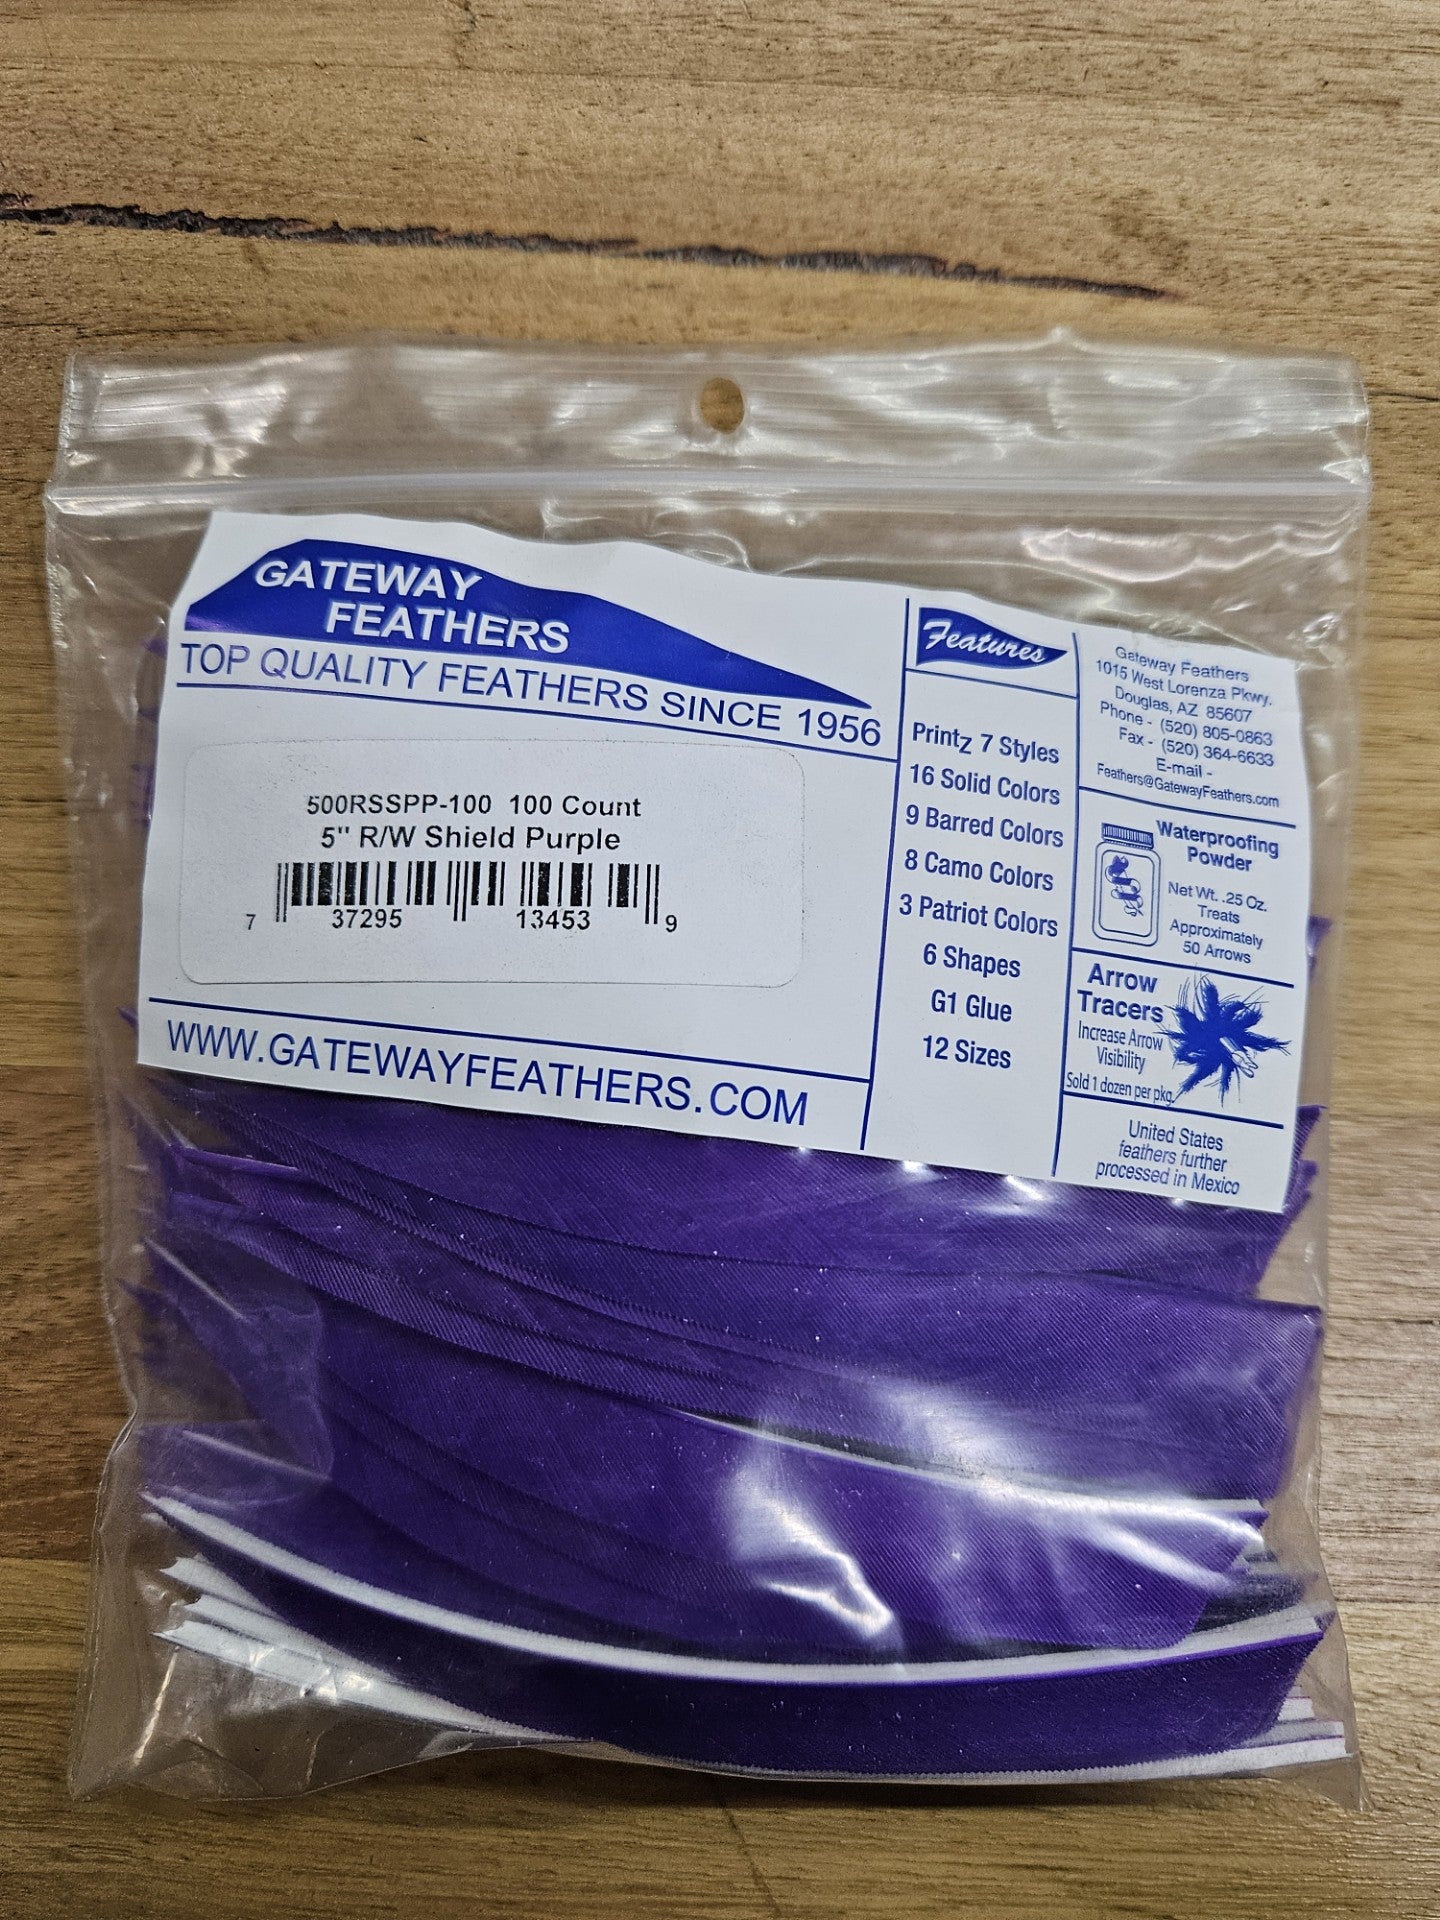 GATEWAY
FEATHERS
TOP QUALITY FEATHERS SINCE 1956
500RSSPP-100 100 Count
5" R/W Shield Purple
7 37295 13453 9
WWW.GATEWAYFEATHERS.COM
Features
Printz 7 Styles
16 Solid Colors
9 Barred Colors
8 Camo Colors
3 Patriot Colors
6 Shapes
G1 Glue
12 Sizes
Gateway Feathers
1015 West Lorenza Pkwy.
Douglas, AZ 85607
Phone - (520) 805-0863
Fax - (520) 364-6633
E-mail -
Feathers@GatewayFeathers.com
Waterproofing
Powder
Net Wt. .25 Oz.
Treats
Approximately
50 Arrows
Arrow
Tracers
Increase Arrow
Visibility
Sold 1 dozen per pkg.
United States
feathers further
processed in Mexico